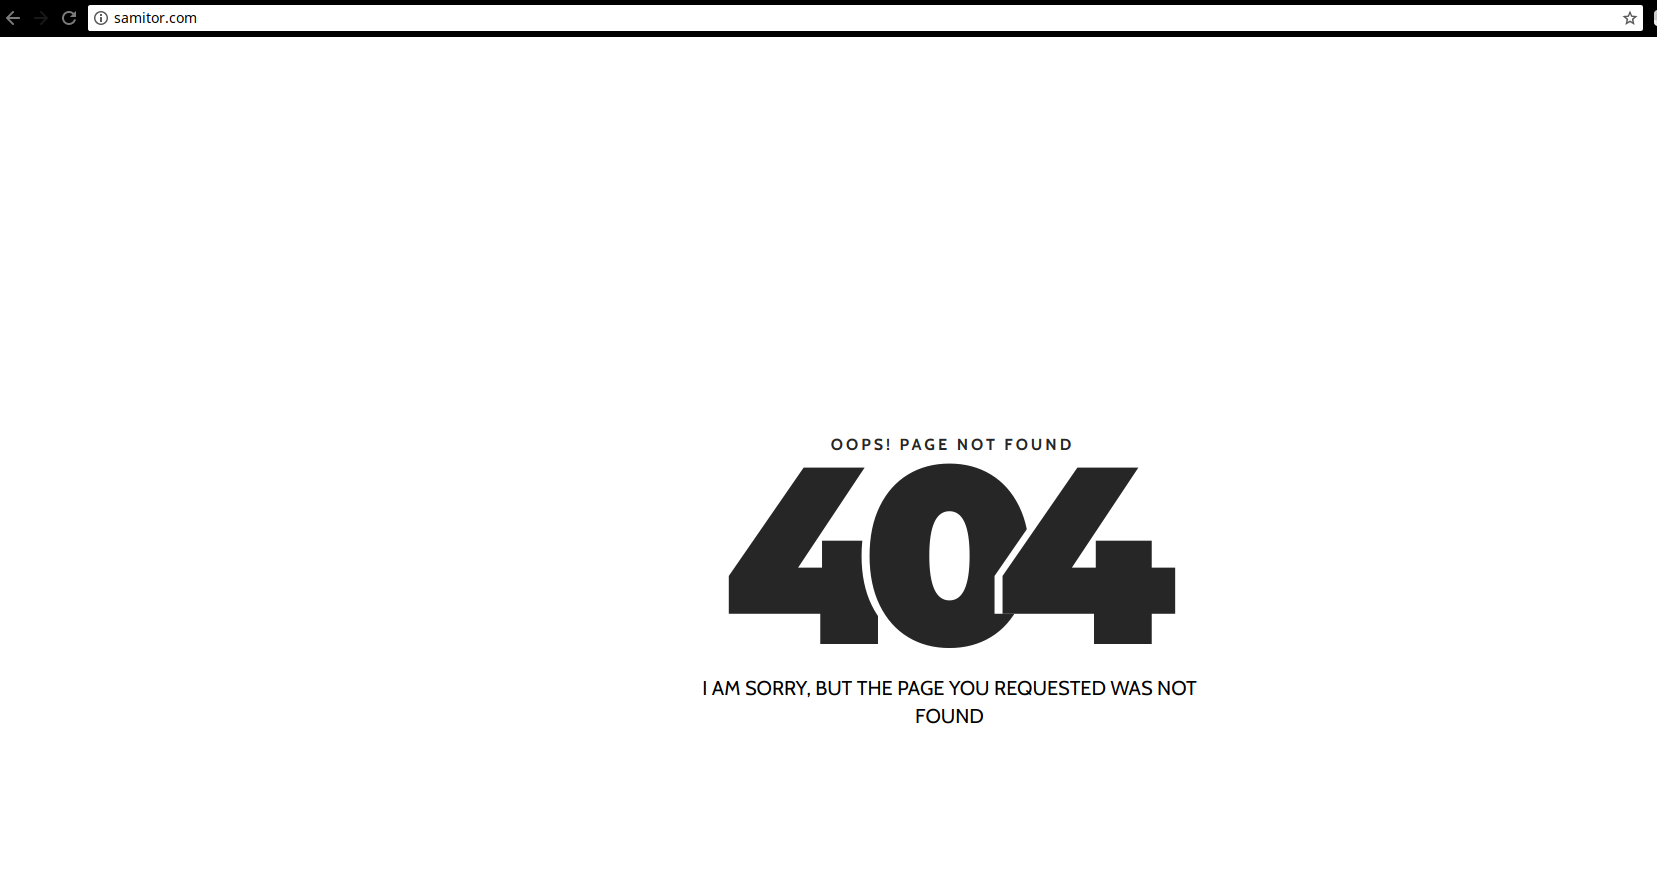 samitor.com
OOPS! PAGE NOT FOUND
404
I AM SORRY, BUT THE PAGE YOU REQUESTED WAS NOT
FOUND